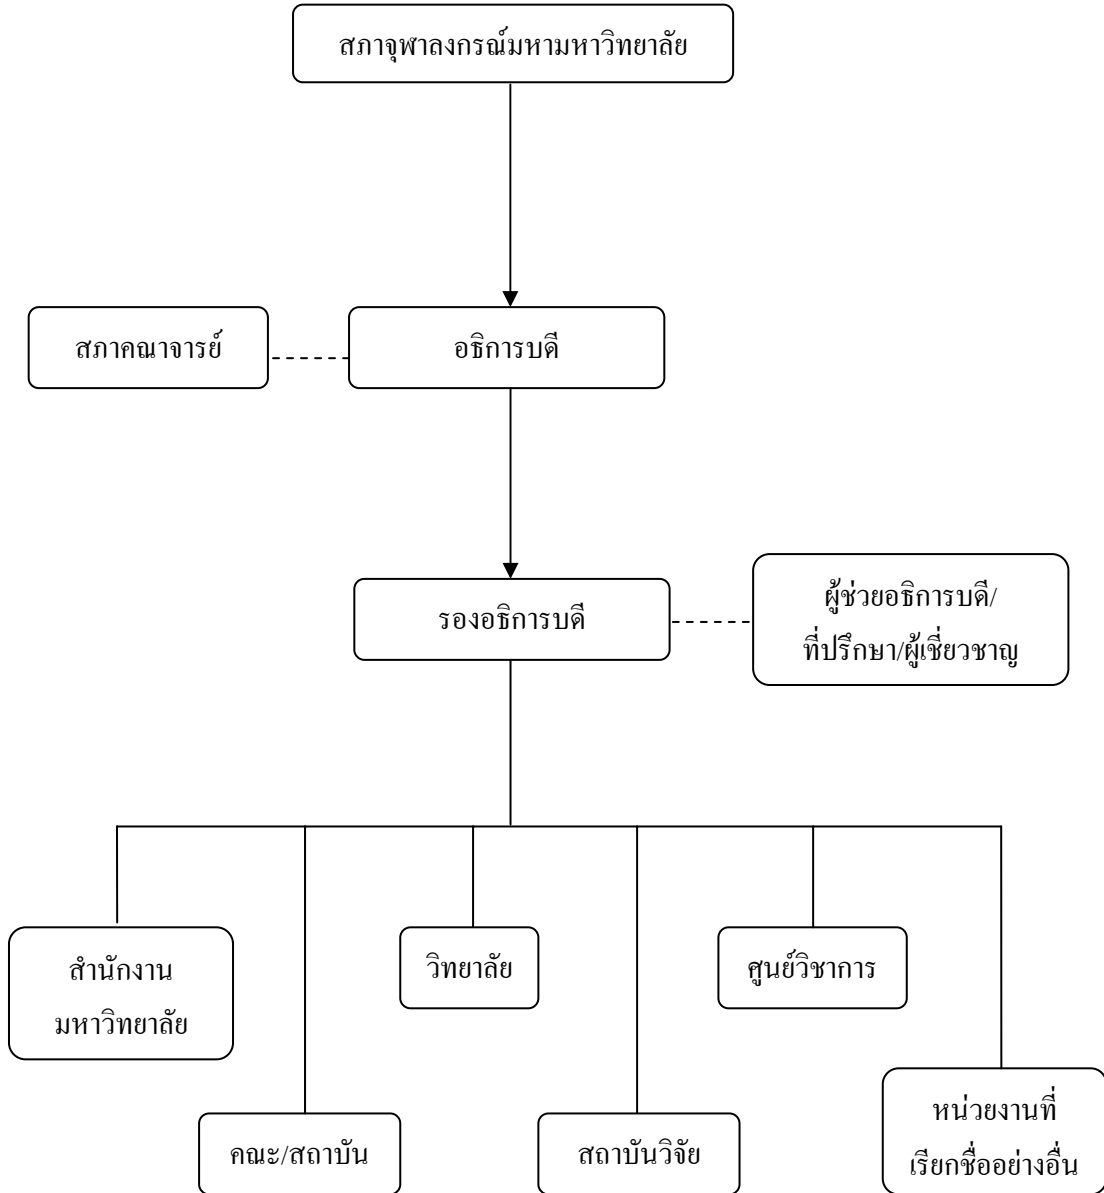 สภาจุฬาลงกรณ์มหามหาวิทยาลัย
สภาคณาจารย์
อธิการบดี
รองอธิการบดี
ผู้ช่วยอธิการบดี/
ที่ปรึกษา/ผู้เชี่ยวชาญ
สำนักงาน
มหาวิทยาลัย
วิทยาลัย
ศูนย์วิชาการ
คณะ/สถาบัน
สถาบันวิจัย
หน่วยงานที่
เรียกชื่ออย่างอื่น